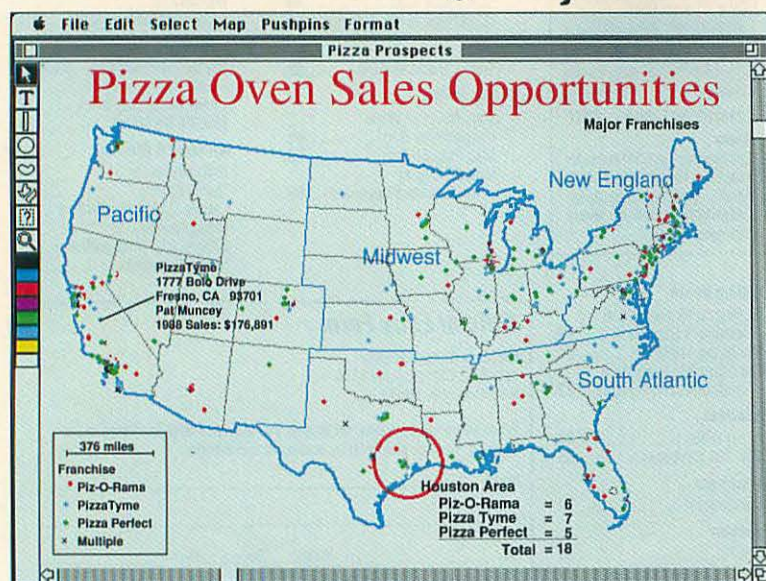 File Edit Select Map Pushpins Format
Pizza Prospects
Pizza Oven Sales Opportunities
Major Franchises
New England
Pacific
Midwest
PizzaTyme
1777 Bolo Drive
Fresno, CA 93701
Pat Muncey
1988 Sales: $176,891
South Atlantic
376 miles
Franchise
Piz-O-Rama
PizzaTyme
Pizza Perfect
Multiple
Houston Area
Piz-O-Rama = 6
Pizza Tyme = 7
Pizza Perfect = 5
Total = 18
T
?